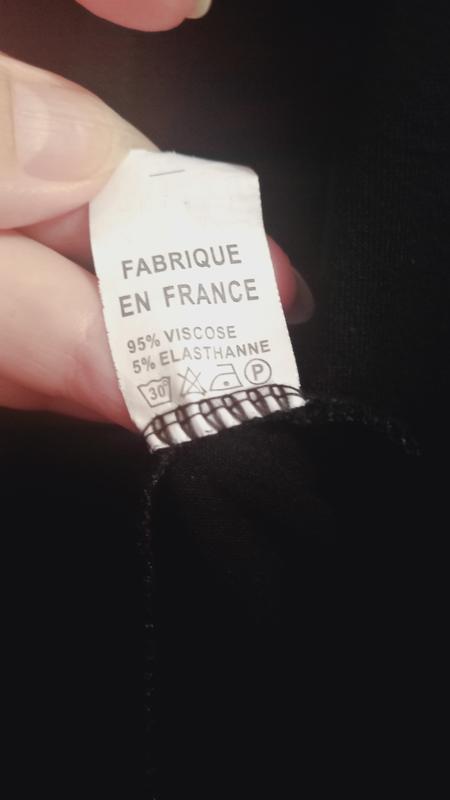 FABRIQUE
EN FRANCE
95% VISCOSE
5% ELASTHANNE
30° P